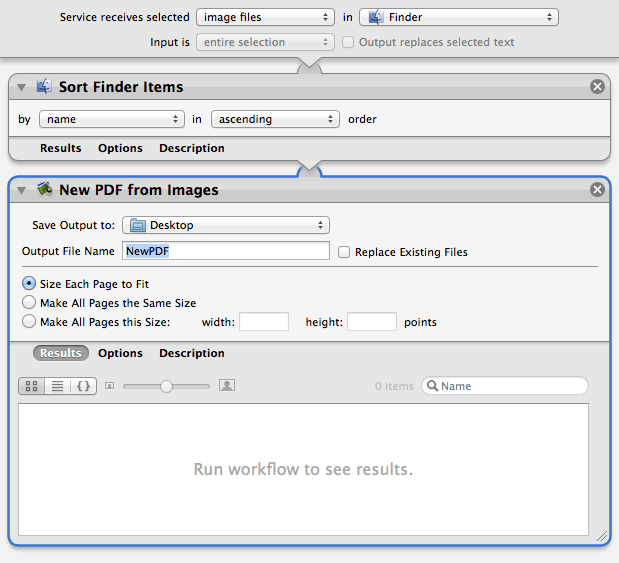 Service receives selected image files in Finder
Input is entire selection Output replaces selected text
Sort Finder Items
by name in ascending order
Results Options Description
New PDF from Images
Save Output to: Desktop
Output File Name NewPDF Replace Existing Files
Size Each Page to Fit
Make All Pages the Same Size
Make All Pages this Size: width: height: points
Results Options Description
0 items Name
Run workflow to see results.